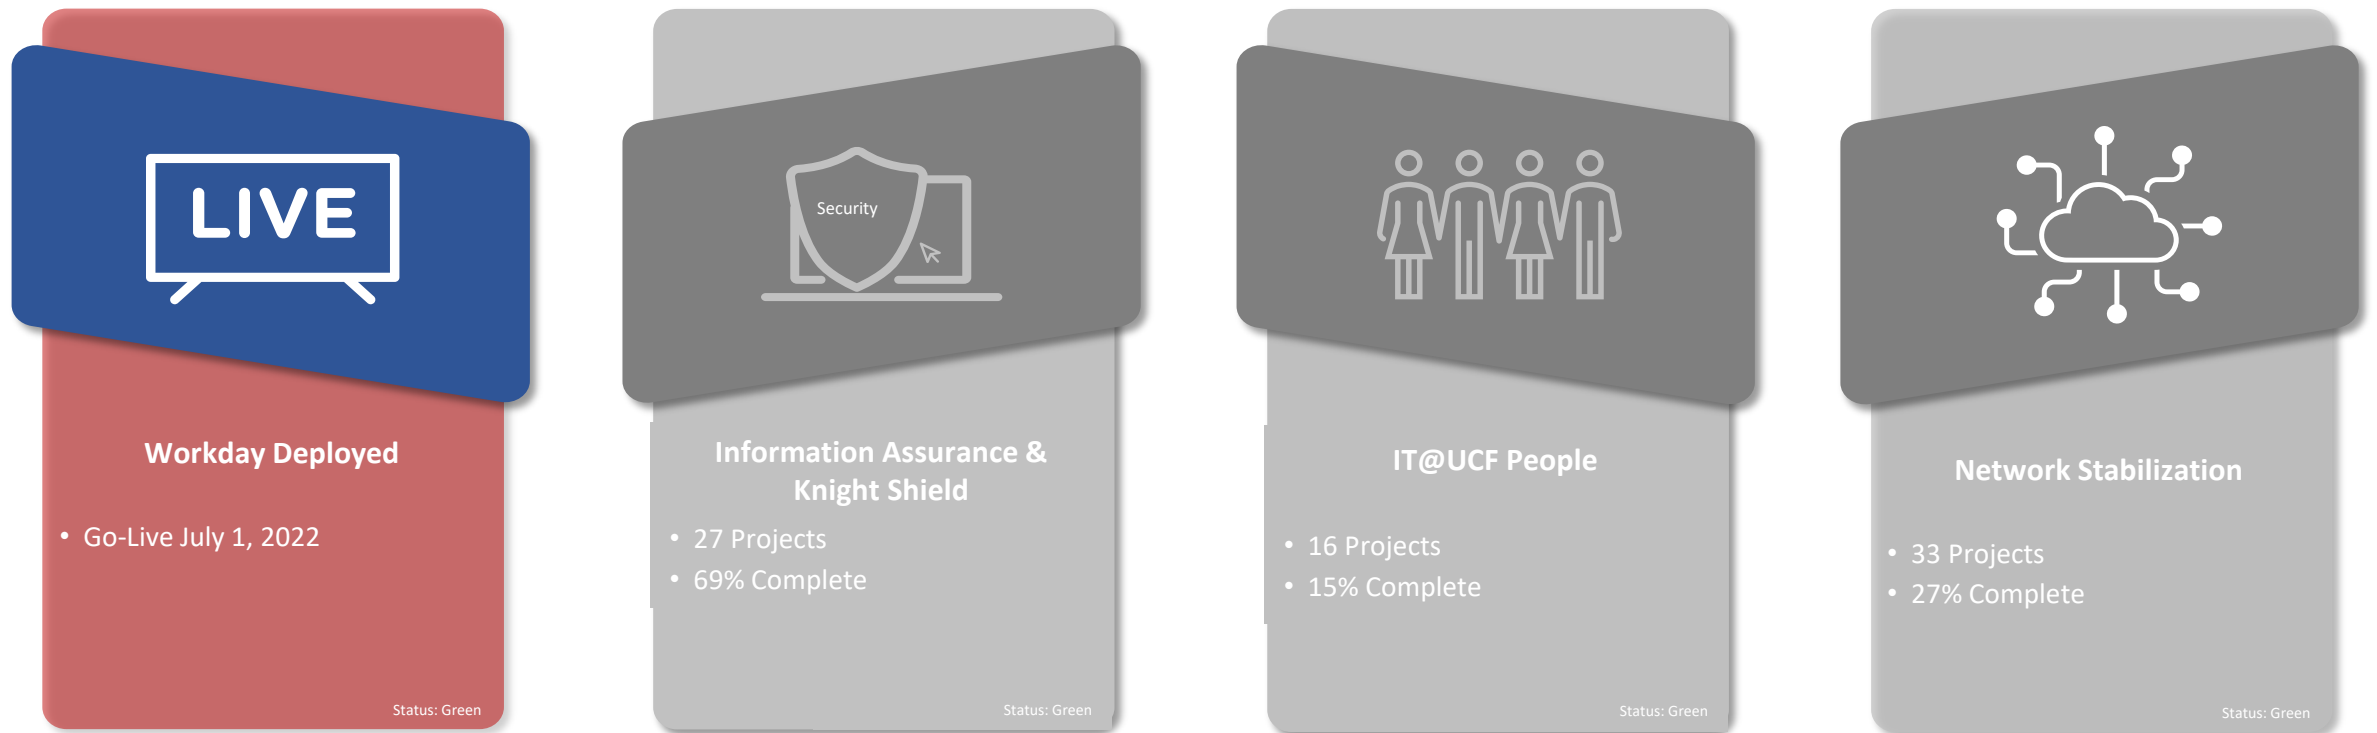 LIVE
Workday Deployed
• Go-Live July 1, 2022
Status: Green
Security
Information Assurance &
Knight Shield
• 27 Projects
• 69% Complete
Status: Green
IT@UCF People
• 16 Projects
• 15% Complete
Status: Green
Network Stabilization
• 33 Projects
• 27% Complete
Status: Green